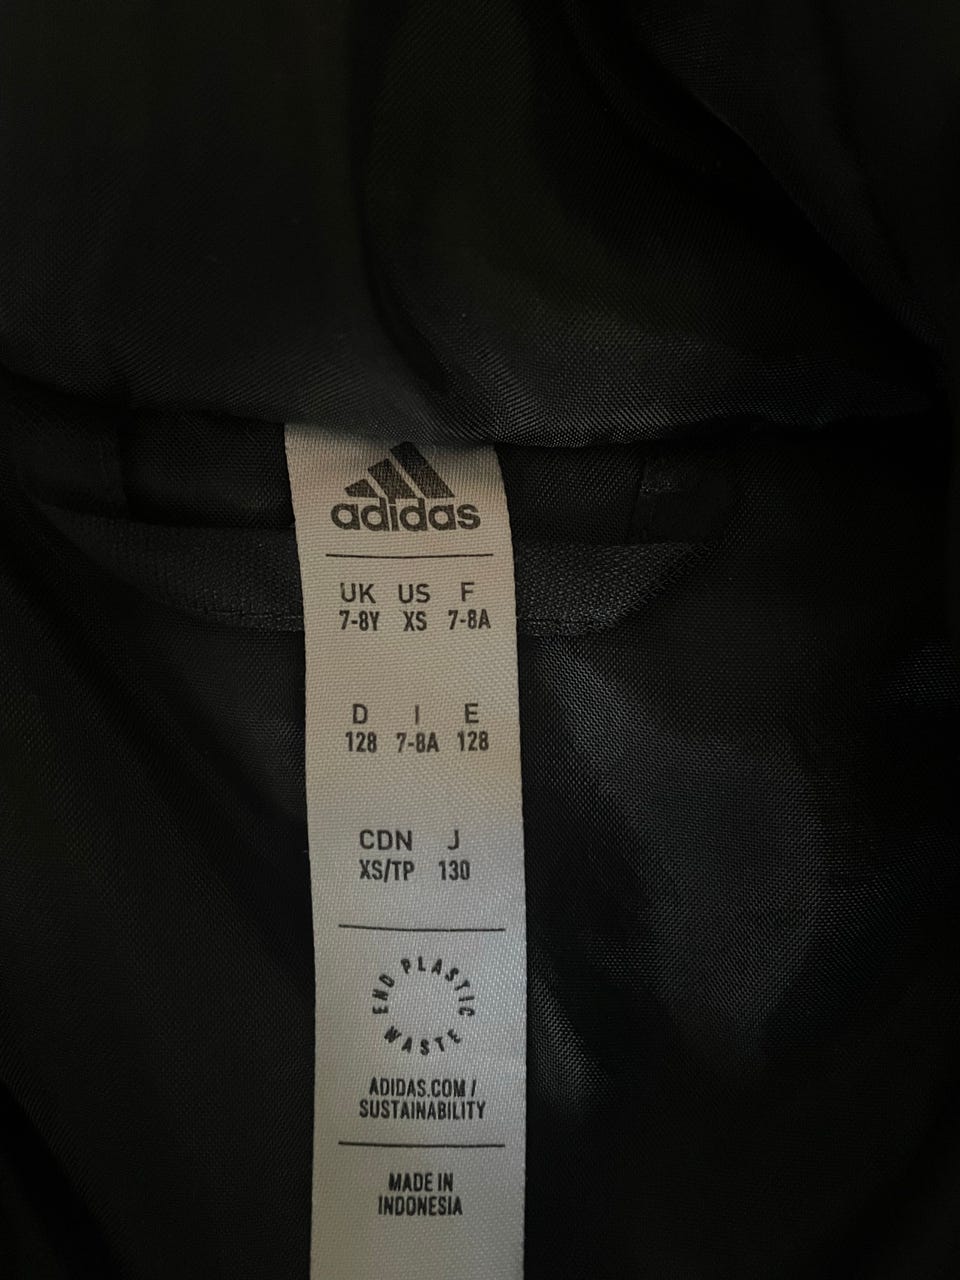 adidas
UK US F
7-8Y XS 7-8A
D I E
128 7-8A 128
CDN J
XS/TP 130
END PLASTIC WASTE
ADIDAS.COM /
SUSTAINABILITY
MADE IN
INDONESIA